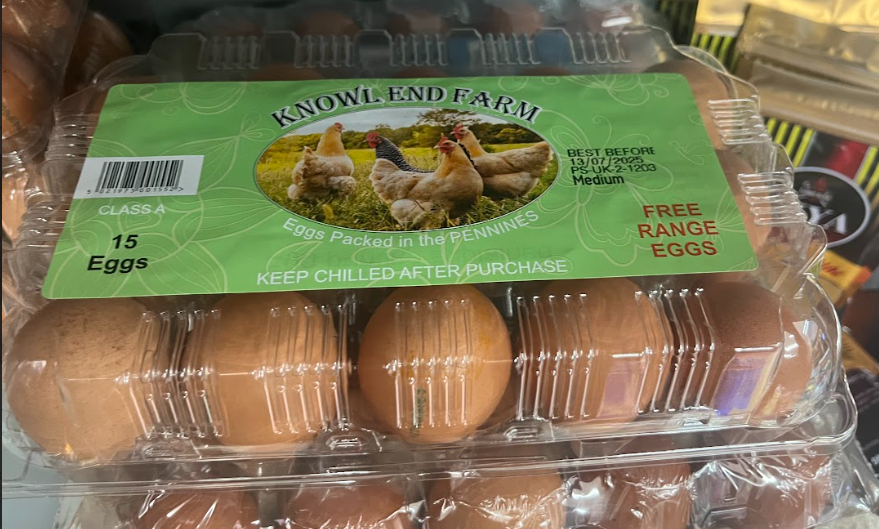 KNOWL END FARM
BEST BEFORE
13/07/2025
PS-UK-2-1203
Medium
CLASS A
15
Eggs
Eggs Packed in the PENNINES
FREE
RANGE
EGGS
KEEP CHILLED AFTER PURCHASE